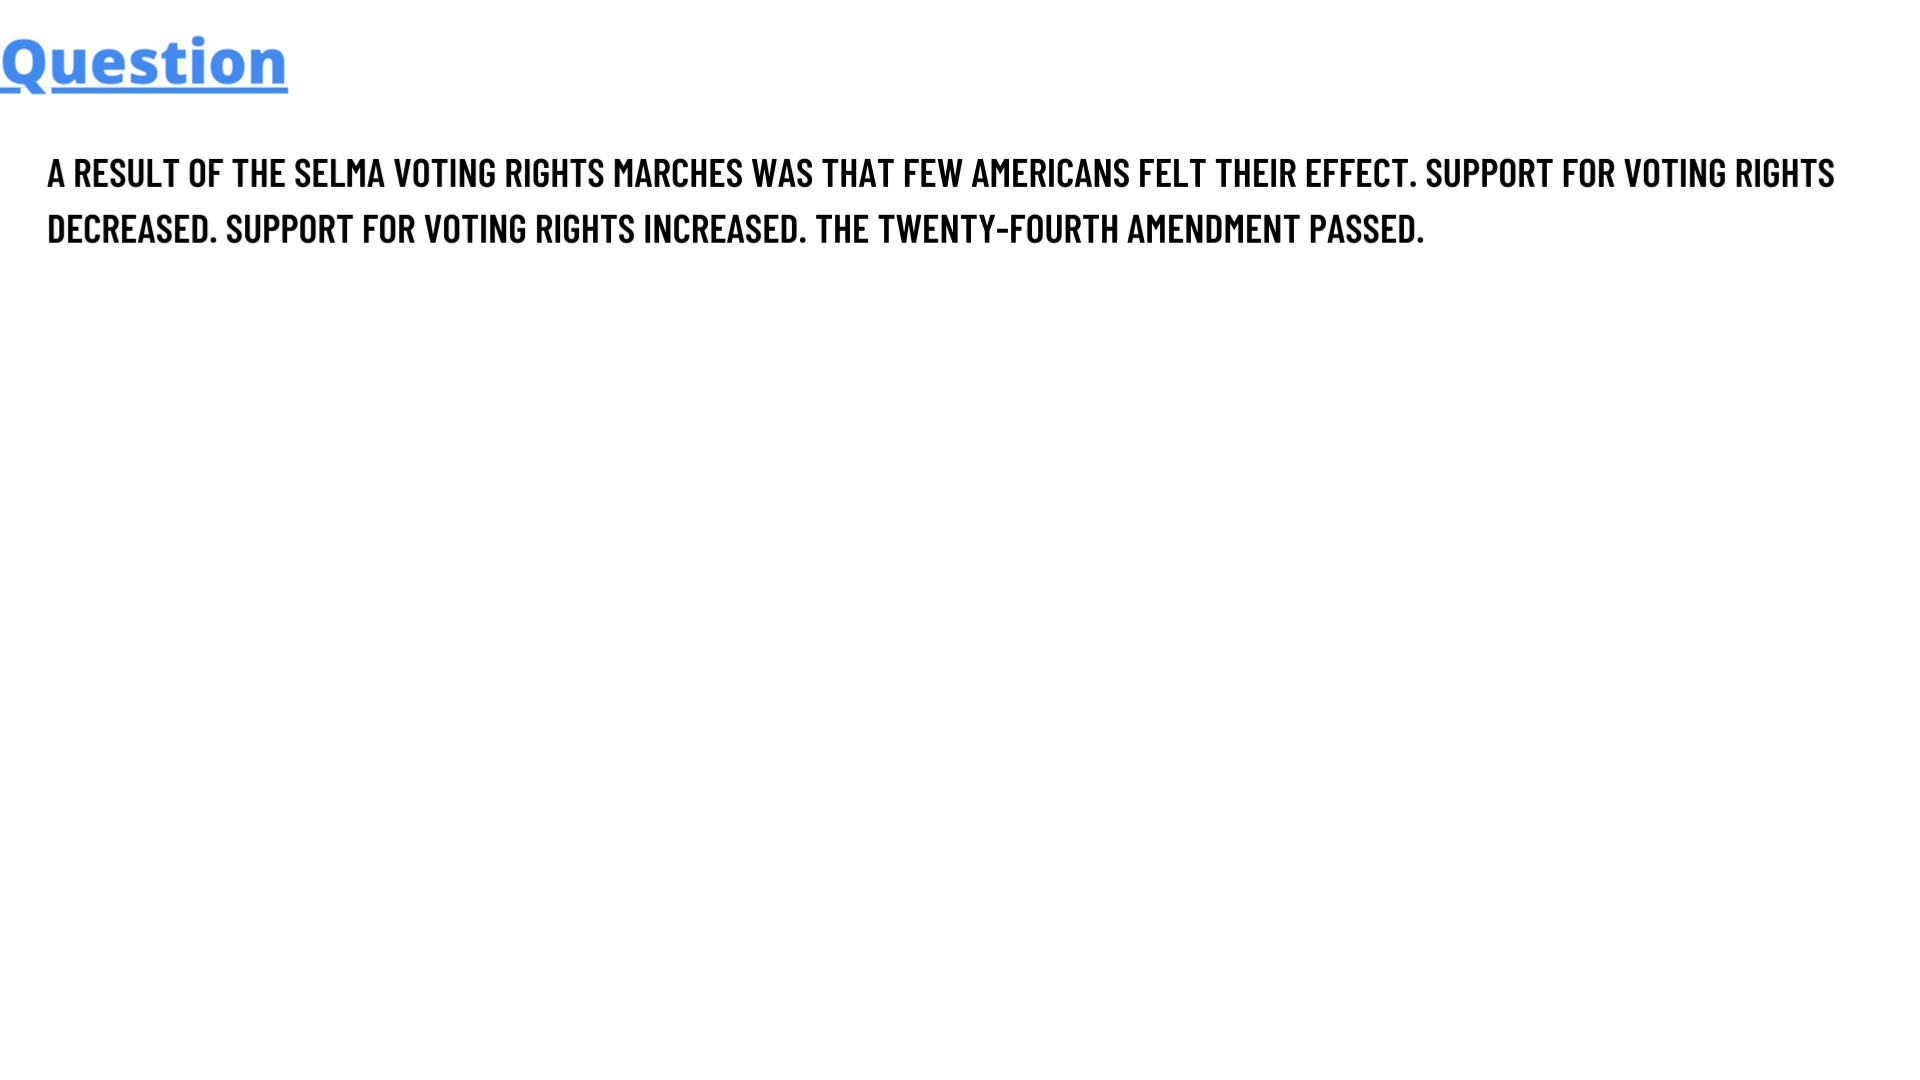 Question
A RESULT OF THE SELMA VOTING RIGHTS MARCHES WAS THAT FEW AMERICANS FELT THEIR EFFECT. SUPPORT FOR VOTING RIGHTS
DECREASED. SUPPORT FOR VOTING RIGHTS INCREASED. THE TWENTY-FOURTH AMENDMENT PASSED.